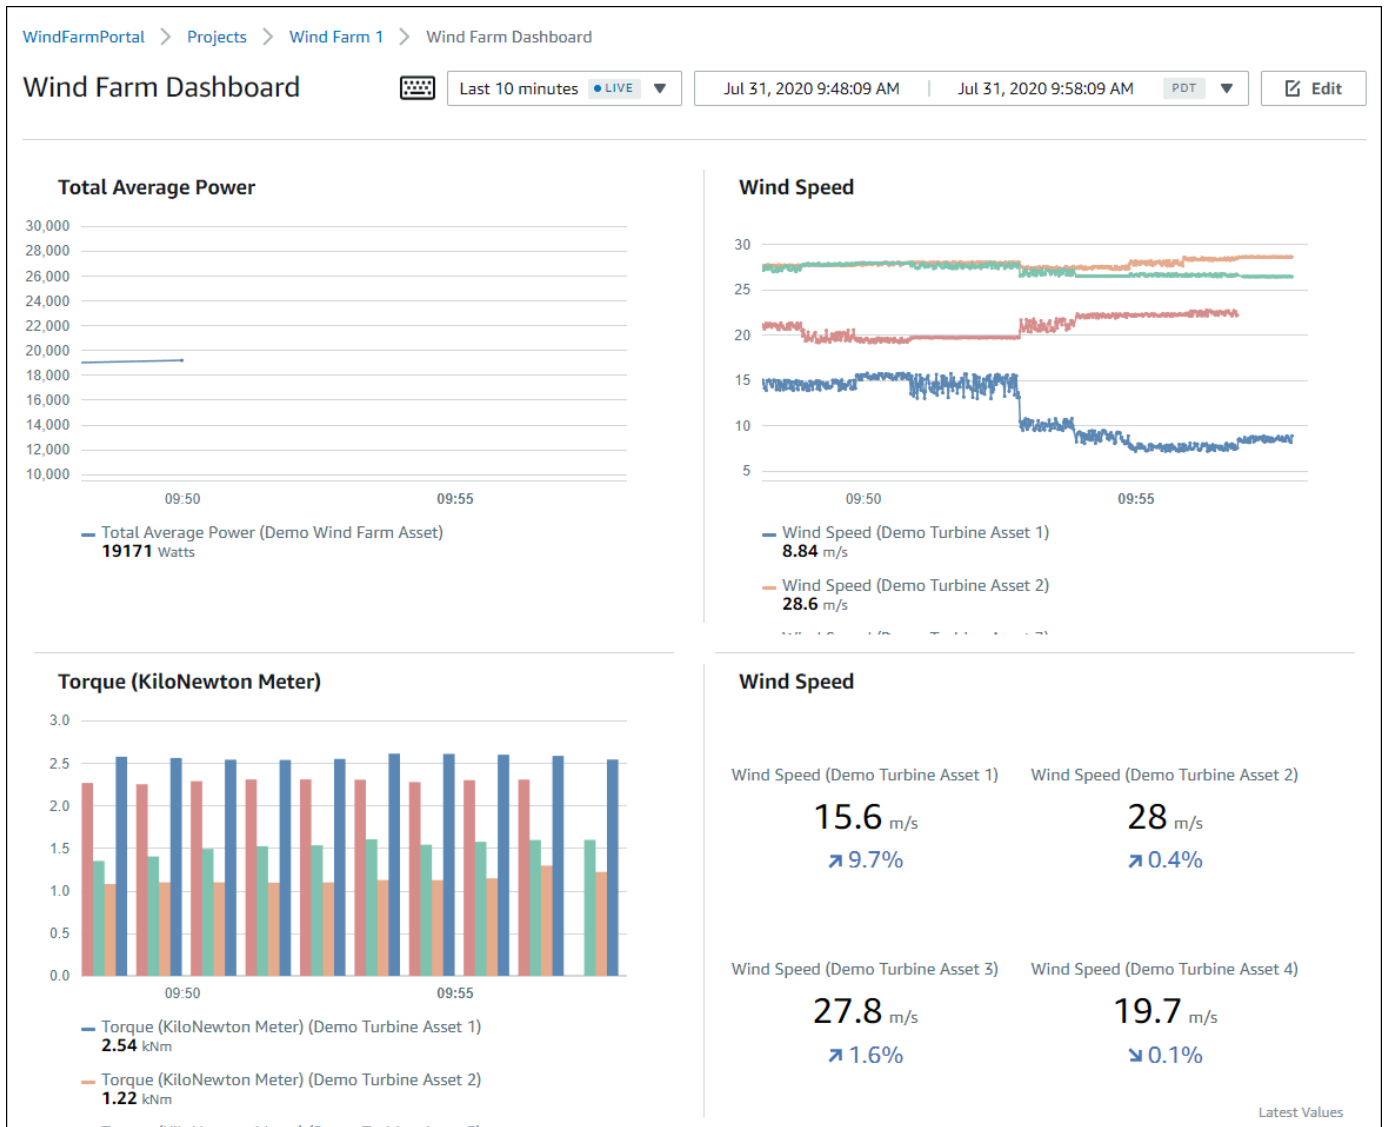 WindFarmPortal > Projects > Wind Farm 1 > Wind Farm Dashboard
Wind Farm Dashboard
Last 10 minutes LIVE
Jul 31, 2020 9:48:09 AM | Jul 31, 2020 9:58:09 AM PDT
Edit
Total Average Power
30,000
28,000
26,000
24,000
22,000
20,000
18,000
16,000
14,000
12,000
10,000
09:50 09:55
Total Average Power (Demo Wind Farm Asset)
19171 Watts
Wind Speed
30
25
20
15
10
5
09:50 09:55
Wind Speed (Demo Turbine Asset 1)
8.84 m/s
Wind Speed (Demo Turbine Asset 2)
28.6 m/s
Torque (KiloNewton Meter)
3.0
2.5
2.0
1.5
1.0
0.5
0.0
09:50 09:55
Torque (KiloNewton Meter) (Demo Turbine Asset 1)
2.54 kNm
Torque (KiloNewton Meter) (Demo Turbine Asset 2)
1.22 kNm
Wind Speed
Wind Speed (Demo Turbine Asset 1)
15.6 m/s
9.7%
Wind Speed (Demo Turbine Asset 2)
28 m/s
0.4%
Wind Speed (Demo Turbine Asset 3)
27.8 m/s
1.6%
Wind Speed (Demo Turbine Asset 4)
19.7 m/s
0.1%
Latest Values